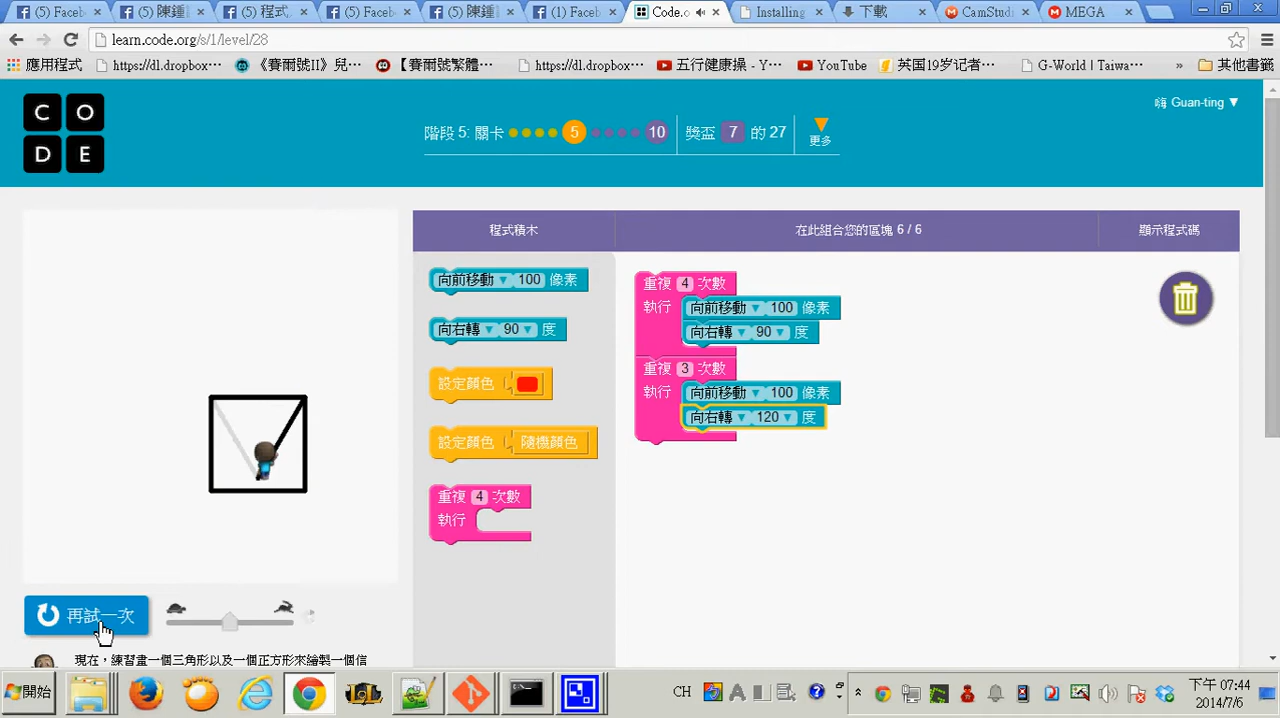 (5) Faceb
(5) 陳鍾
(5) 程式
(5) Faceb
(5) 陳鍾
(1) Faceb
Code.o
Installing
下載
CamStudi
MEGA
learn.code.org/s/1/level/28
應用程式
https://dl.dropbox…
《賽爾號II》兒…
【賽爾號繁體…
https://dl.dropbox…
五行健康操 - Y…
YouTube
英国19岁记者…
G-World | Taiwa…
»
其他書籤
C O
D E
階段 5: 關卡
5
10
獎盃 7 的 27
更多
嗨 Guan-ting ▼
程式積木
在此組合您的區塊 6 / 6
顯示程式碼
向前移動 ▼ 100 像素
向右轉 ▼ 90 ▼ 度
設定顏色
設定顏色 隨機顏色
重複 4 次數
執行
重複 4 次數
執行 向前移動 ▼ 100 像素
向右轉 ▼ 90 ▼ 度
重複 3 次數
執行 向前移動 ▼ 100 像素
向右轉 ▼ 120 ▼ 度
再試一次
現在，練習畫一個三角形以及一個正方形來繪製一個信
開始
CH
下午 07:44
2014/7/6